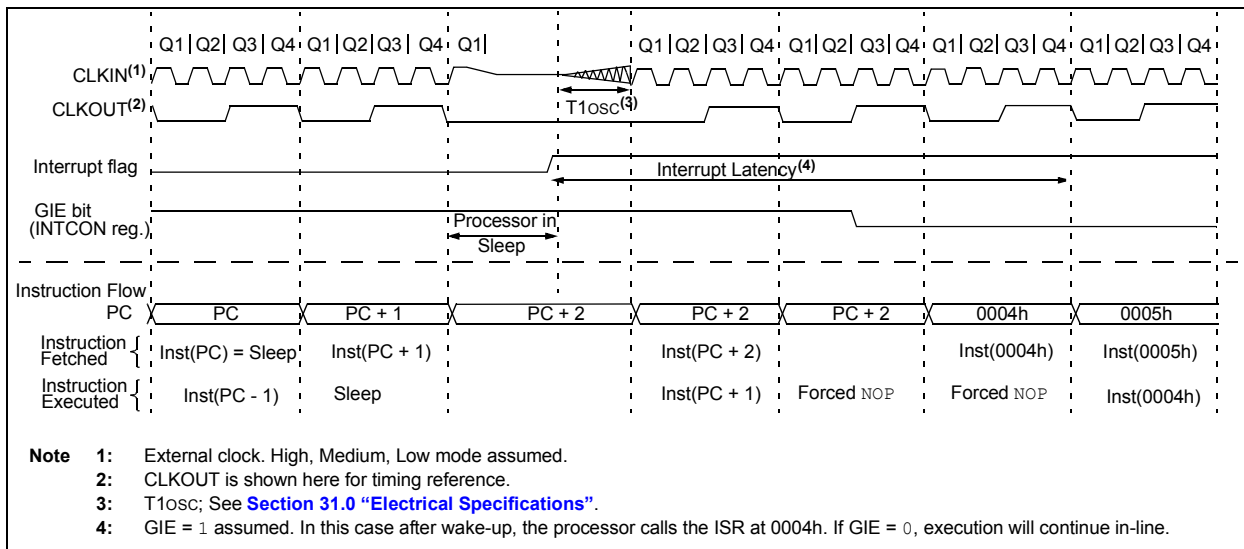 Q1 Q2 Q3 Q4 Q1 Q2 Q3 Q4 Q1 Q1 Q2 Q3 Q4 Q1 Q2 Q3 Q4 Q1 Q2 Q3 Q4 Q1 Q2 Q3 Q4
CLKIN(1)
CLKOUT(2)
T1OSC(3)
Interrupt flag
Interrupt Latency(4)
GIE bit
(INTCON reg.)
Processor in
Sleep
Instruction Flow
PC PC PC + 1 PC + 2 PC + 2 PC + 2 0004h 0005h
Instruction
Fetched { Inst(PC) = Sleep Inst(PC + 1) Inst(PC + 2) Inst(0004h) Inst(0005h)
Instruction
Executed { Inst(PC - 1) Sleep Inst(PC + 1) Forced NOP Forced NOP Inst(0004h)
Note 1: External clock. High, Medium, Low mode assumed.
2: CLKOUT is shown here for timing reference.
3: T1OSC; See Section 31.0 “Electrical Specifications”.
4: GIE = 1 assumed. In this case after wake-up, the processor calls the ISR at 0004h. If GIE = 0, execution will continue in-line.